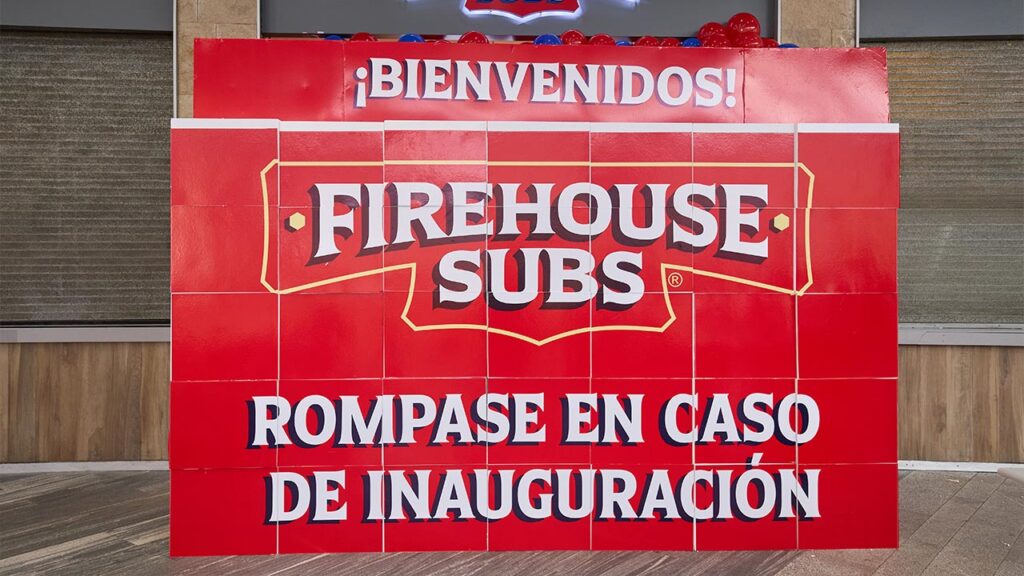 ¡BIENVENIDOS!
FIREHOUSE
SUBS®
ROMPASE EN CASO
DE INAUGURACIÓN